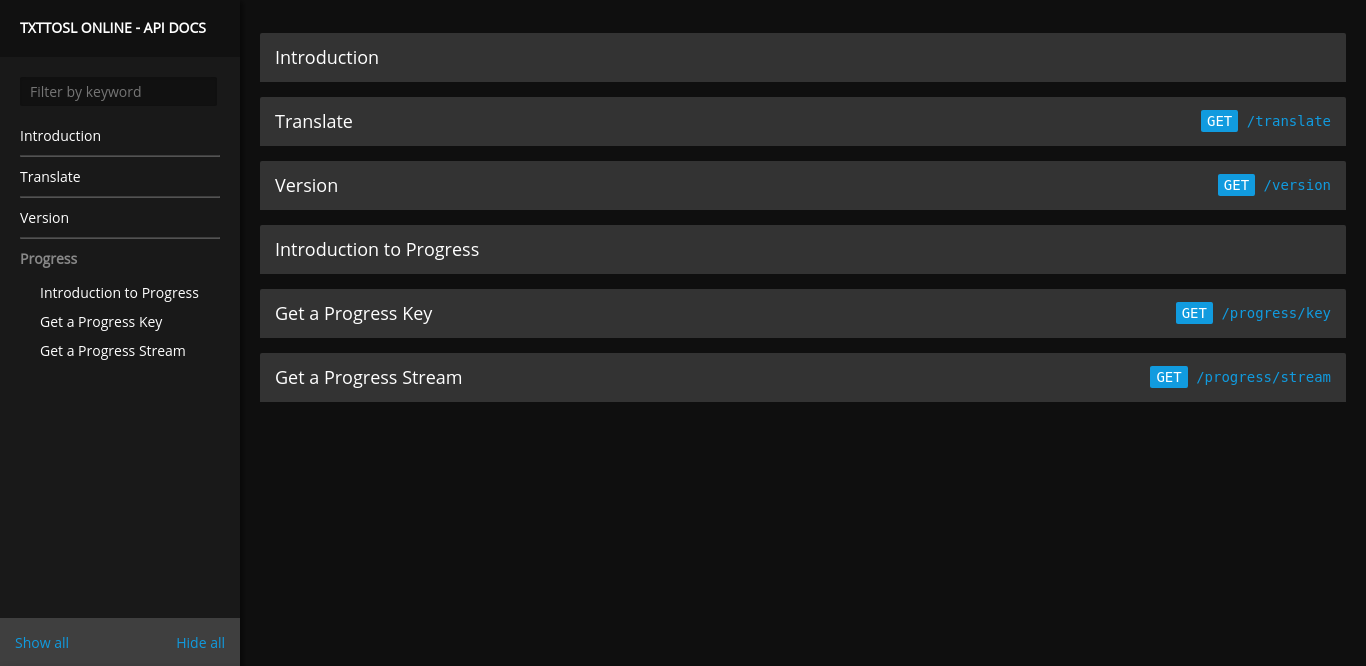 TXTTOSL ONLINE - API DOCS
Filter by keyword
Introduction
Translate
Version
Progress
Introduction to Progress
Get a Progress Key
Get a Progress Stream
Show all Hide all
Introduction
Translate GET /translate
Version GET /version
Introduction to Progress
Get a Progress Key GET /progress/key
Get a Progress Stream GET /progress/stream